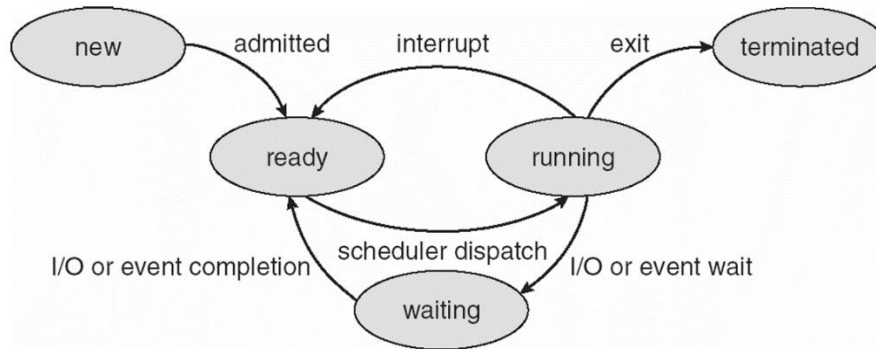 new
admitted
interrupt
exit
terminated
ready
running
scheduler dispatch
I/O or event completion
I/O or event wait
waiting